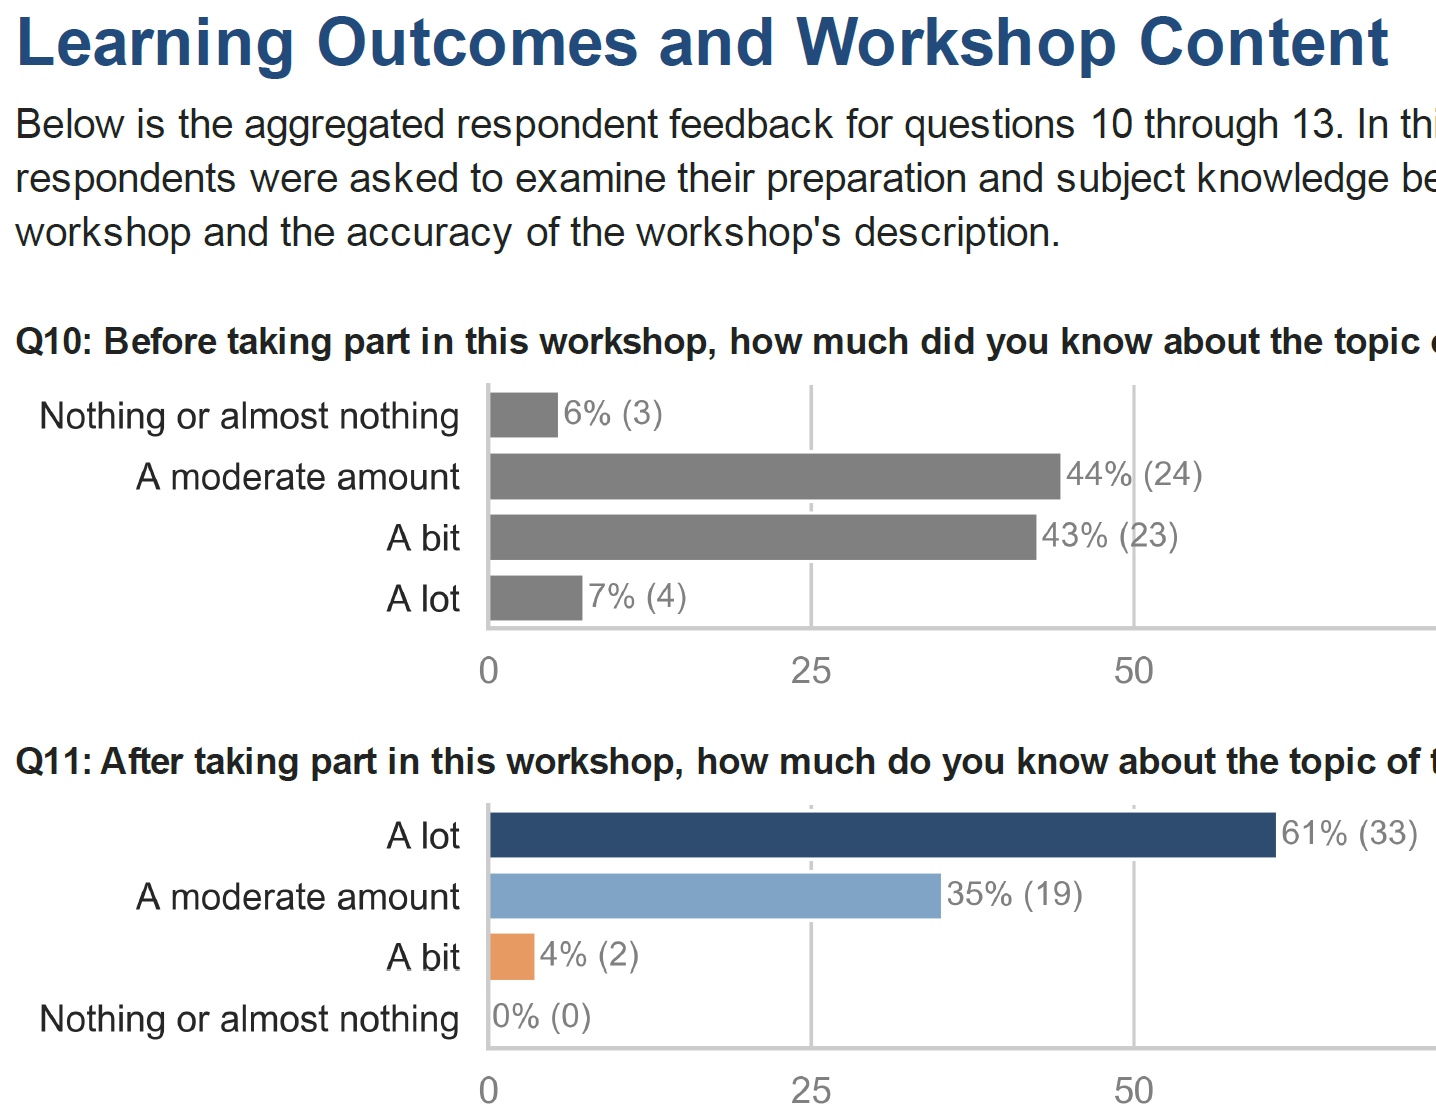 Learning Outcomes and Workshop Content
Below is the aggregated respondent feedback for questions 10 through 13. In
respondents were asked to examine their preparation and subject knowledge
workshop and the accuracy of the workshop's description.
Q10: Before taking part in this workshop, how much did you know about the topic
Nothing or almost nothing 6% (3)
A moderate amount 44% (24)
A bit 43% (23)
A lot 7% (4)
0 25 50
Q11: After taking part in this workshop, how much do you know about the topic of
A lot 61% (33)
A moderate amount 35% (19)
A bit 4% (2)
Nothing or almost nothing 0% (0)
0 25 50